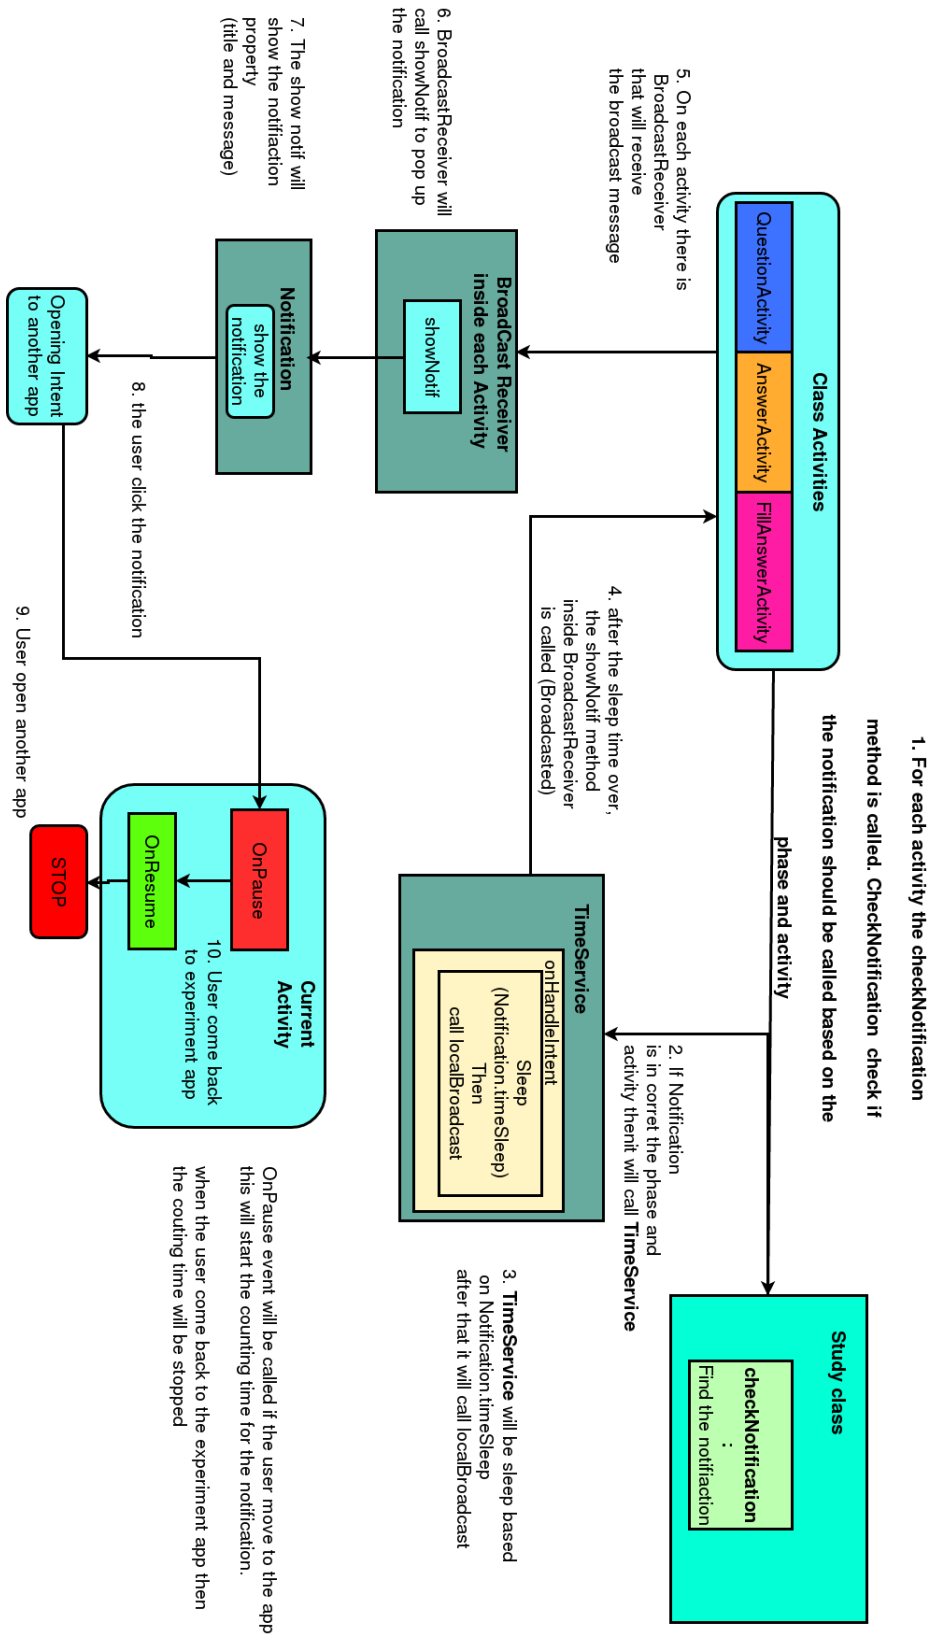 1. For each activity the checkNotification
method is called. CheckNotification  check if
the notification should be called based on the
phase and activity
Class Activities
QuestionActivity
AnswerActivity
FillAnswerActivity
Study class
checkNotification
:
Find the notifiaction
2. If Notification
is in corret the phase and
activity thenit will call TimeService
TimeService
onHandleIntent
Sleep
(Notification.timeSleep)
Then
call localBroadcast
3. TimeService will be sleep based
on Notification.timeSleep
after that it will call localBroadcast
4. after the sleep time over,
the showNotif method
inside BroadcastReceiver
is called (Broadcasted)
5. On each activity there is
BroadcastReceiver
that will receive
the broadcast message
BroadCast Receiver
inside each Activity
showNotif
6. BroadcastReceiver will
call showNotif to pop up
the notification
Notification
show the
notification
7. The show notif will
show the notifiaction
property
(title and message)
8. the user click the notification
Opening Intent
to another app
9. User open another app
Current
Activity
OnPause
OnResume
10. User come back
to experiment app
STOP
OnPause event will be called if the user move to the app
this will start the counting time for the notification.
when the user come back to the experiment app then
the couting time will be stopped